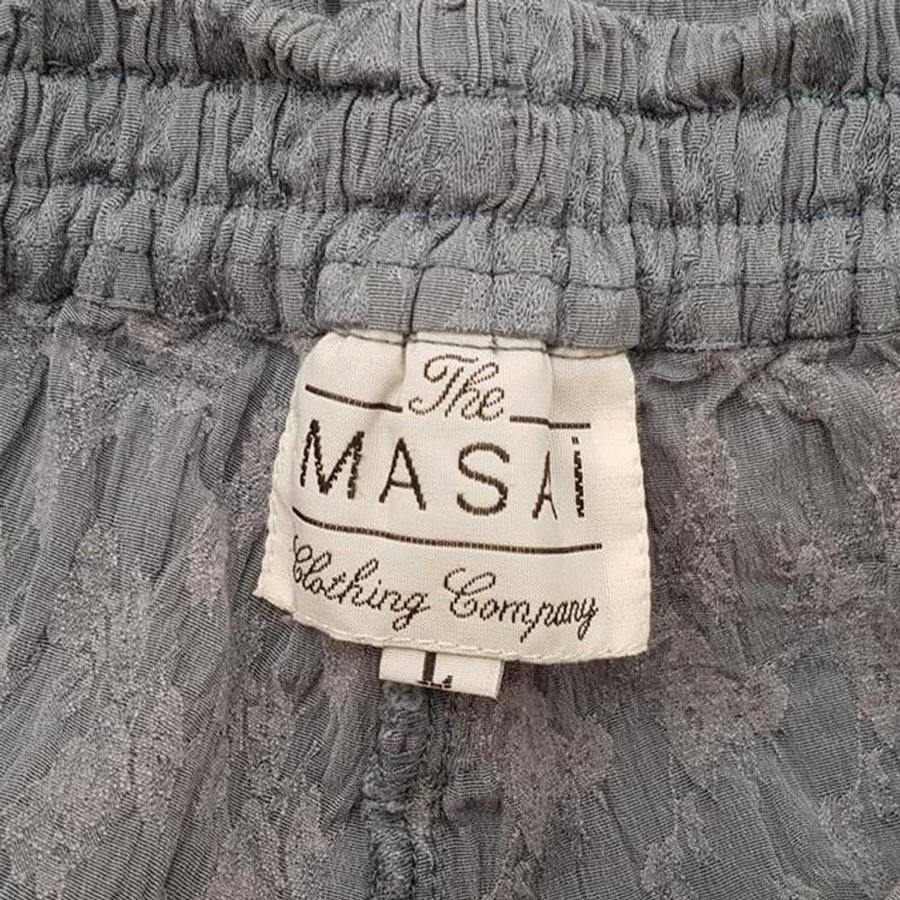 The
MASAi
Clothing Company
L